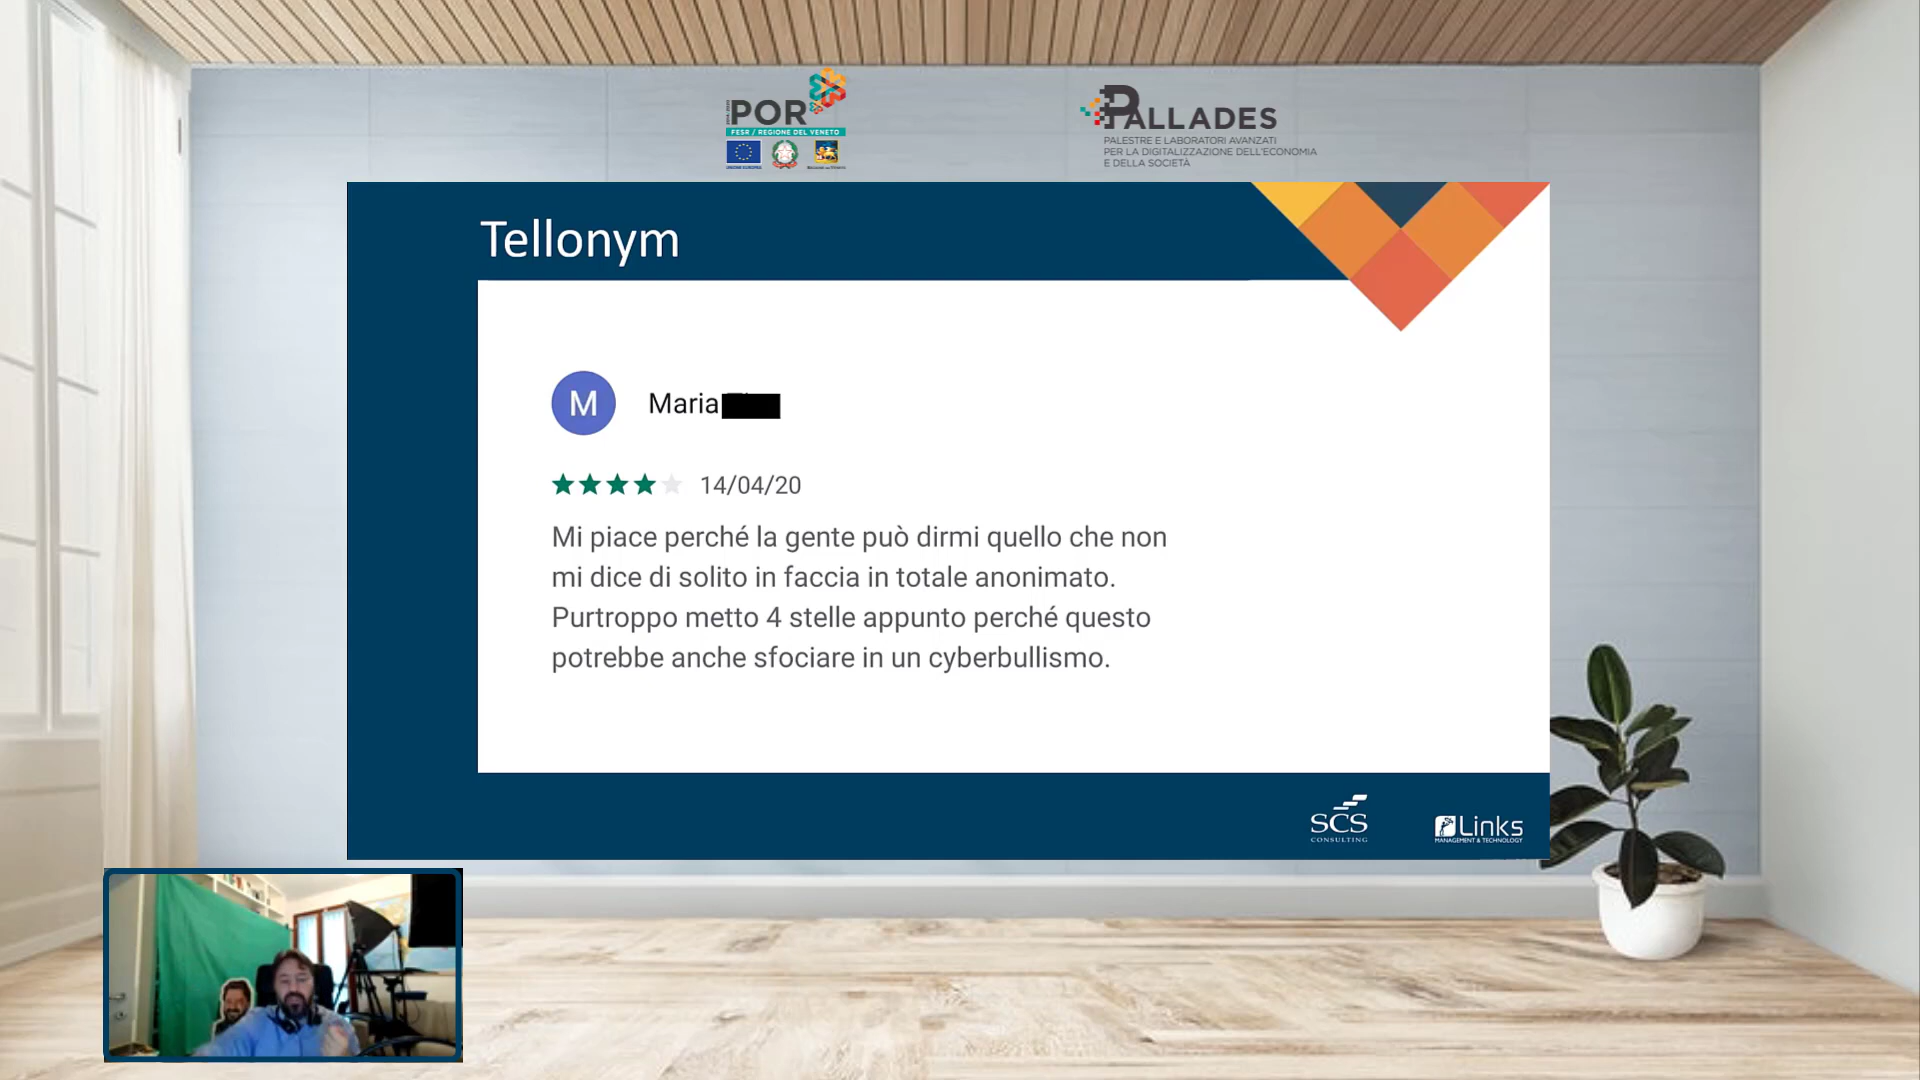 POR
FESR / REGIONE DEL VENETO
PALLADES
PALESTRE E LABORATORI AVANZATI
PER LA DIGITALIZZAZIONE DELL'ECONOMIA
E DELLA SOCIETÀ
Tellonym
M
Maria
14/04/20
Mi piace perché la gente può dirmi quello che non
mi dice di solito in faccia in totale anonimato.
Purtroppo metto 4 stelle appunto perché questo
potrebbe anche sfociare in un cyberbullismo.
SCS
CONSULTING
Links
MANAGEMENT & TECHNOLOGY